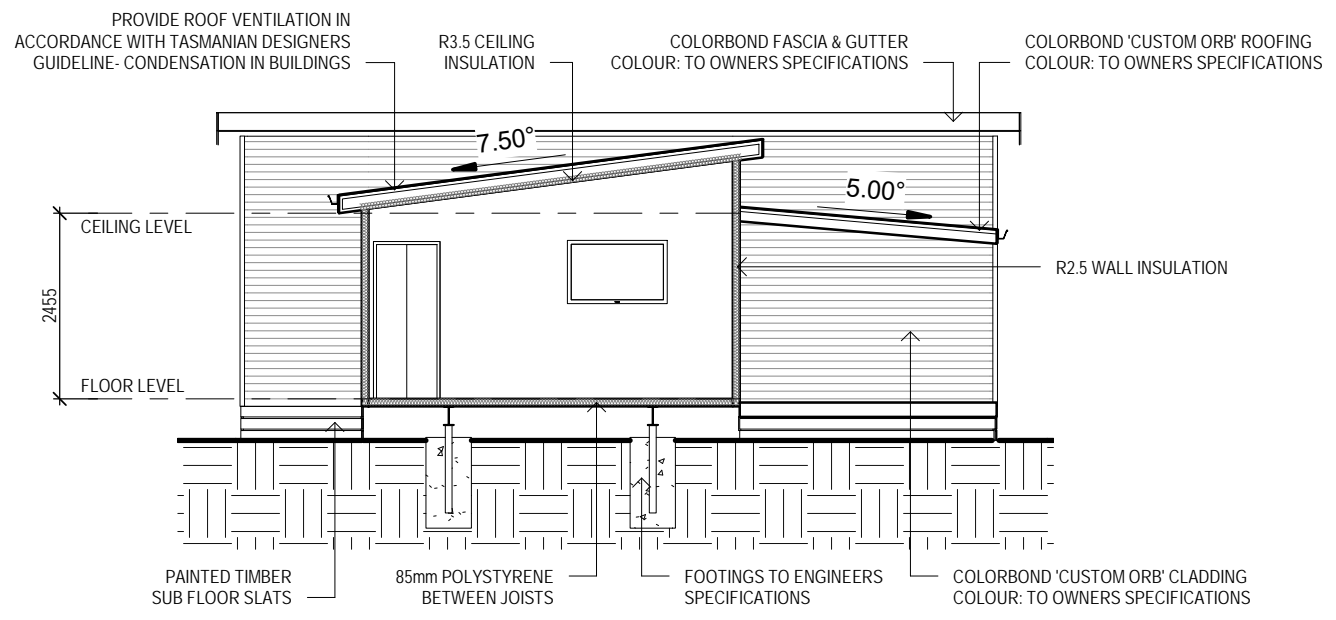 PROVIDE ROOF VENTILATION IN
ACCORDANCE WITH TASMANIAN DESIGNERS
GUIDELINE- CONDENSATION IN BUILDINGS
R3.5 CEILING
INSULATION
COLORBOND FASCIA & GUTTER
COLOUR: TO OWNERS SPECIFICATIONS
COLORBOND 'CUSTOM ORB' ROOFING
COLOUR: TO OWNERS SPECIFICATIONS
7.50°
5.00°
CEILING LEVEL
R2.5 WALL INSULATION
2455
FLOOR LEVEL
PAINTED TIMBER
SUB FLOOR SLATS
85mm POLYSTYRENE
BETWEEN JOISTS
FOOTINGS TO ENGINEERS
SPECIFICATIONS
COLORBOND 'CUSTOM ORB' CLADDING
COLOUR: TO OWNERS SPECIFICATIONS